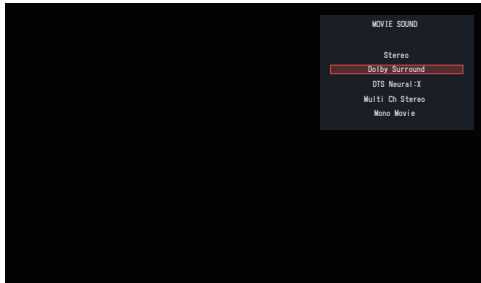 MOVIE SOUND
Stereo
Dolby Surround
DTS Neural:X
Multi Ch Stereo
Mono Movie